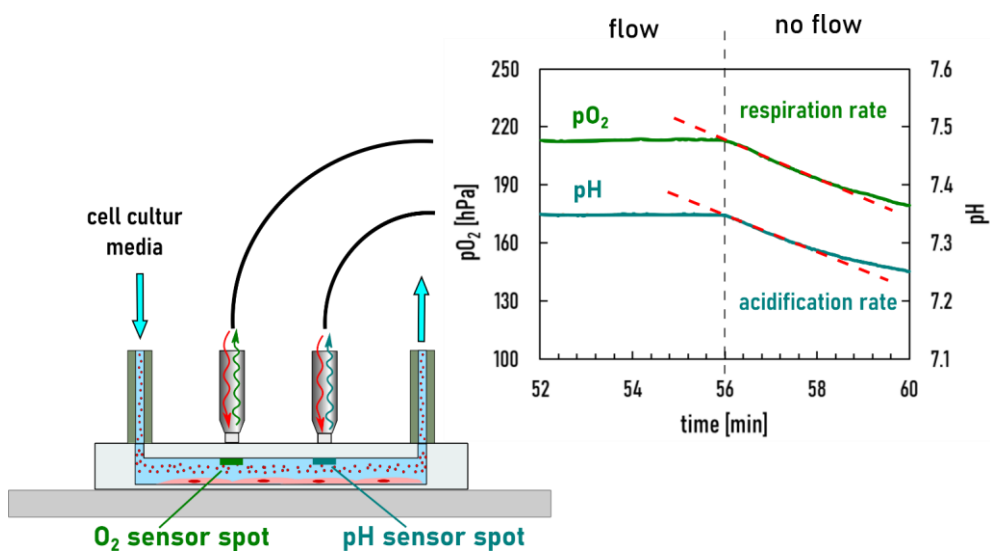 flow
no flow
250
220
190
160
130
100
pO₂ [hPa]
7.6
7.5
7.4
7.3
7.2
7.1
pH
pO₂
respiration rate
pH
acidification rate
52
54
56
58
60
time [min]
cell cultur
media
O₂ sensor spot
pH sensor spot